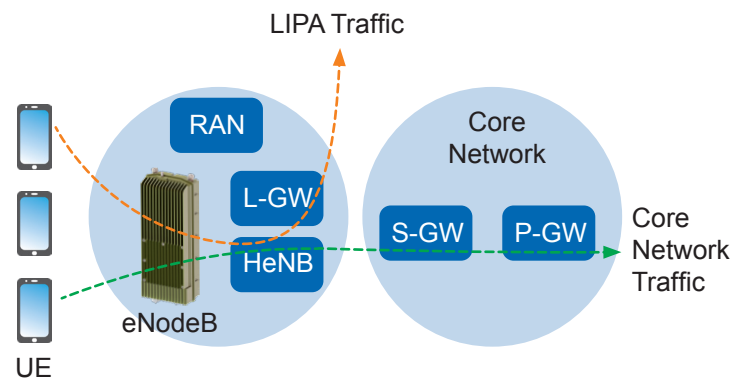 LIPA Traffic
RAN
Core
Network
L-GW
S-GW
P-GW
Core
Network
Traffic
HeNB
eNodeB
UE